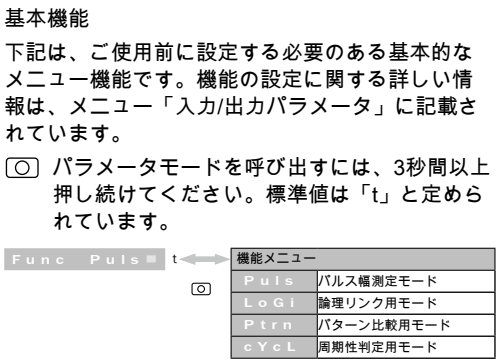 基本機能
下記は、ご使用前に設定する必要のある基本的な
メニュー機能です。機能の設定に関する詳しい情
報は、メニュー「入力/出力パラメータ」に記載さ
れています。
パラメータモードを呼び出すには、3秒間以上
押し続けてください。標準値は「t」と定めら
れています。
Func Puls t 機能メニュー
Puls パルス幅測定モード
LoGi 論理リンク用モード
Ptrn パターン比較用モード
cYcL 周期性判定用モード